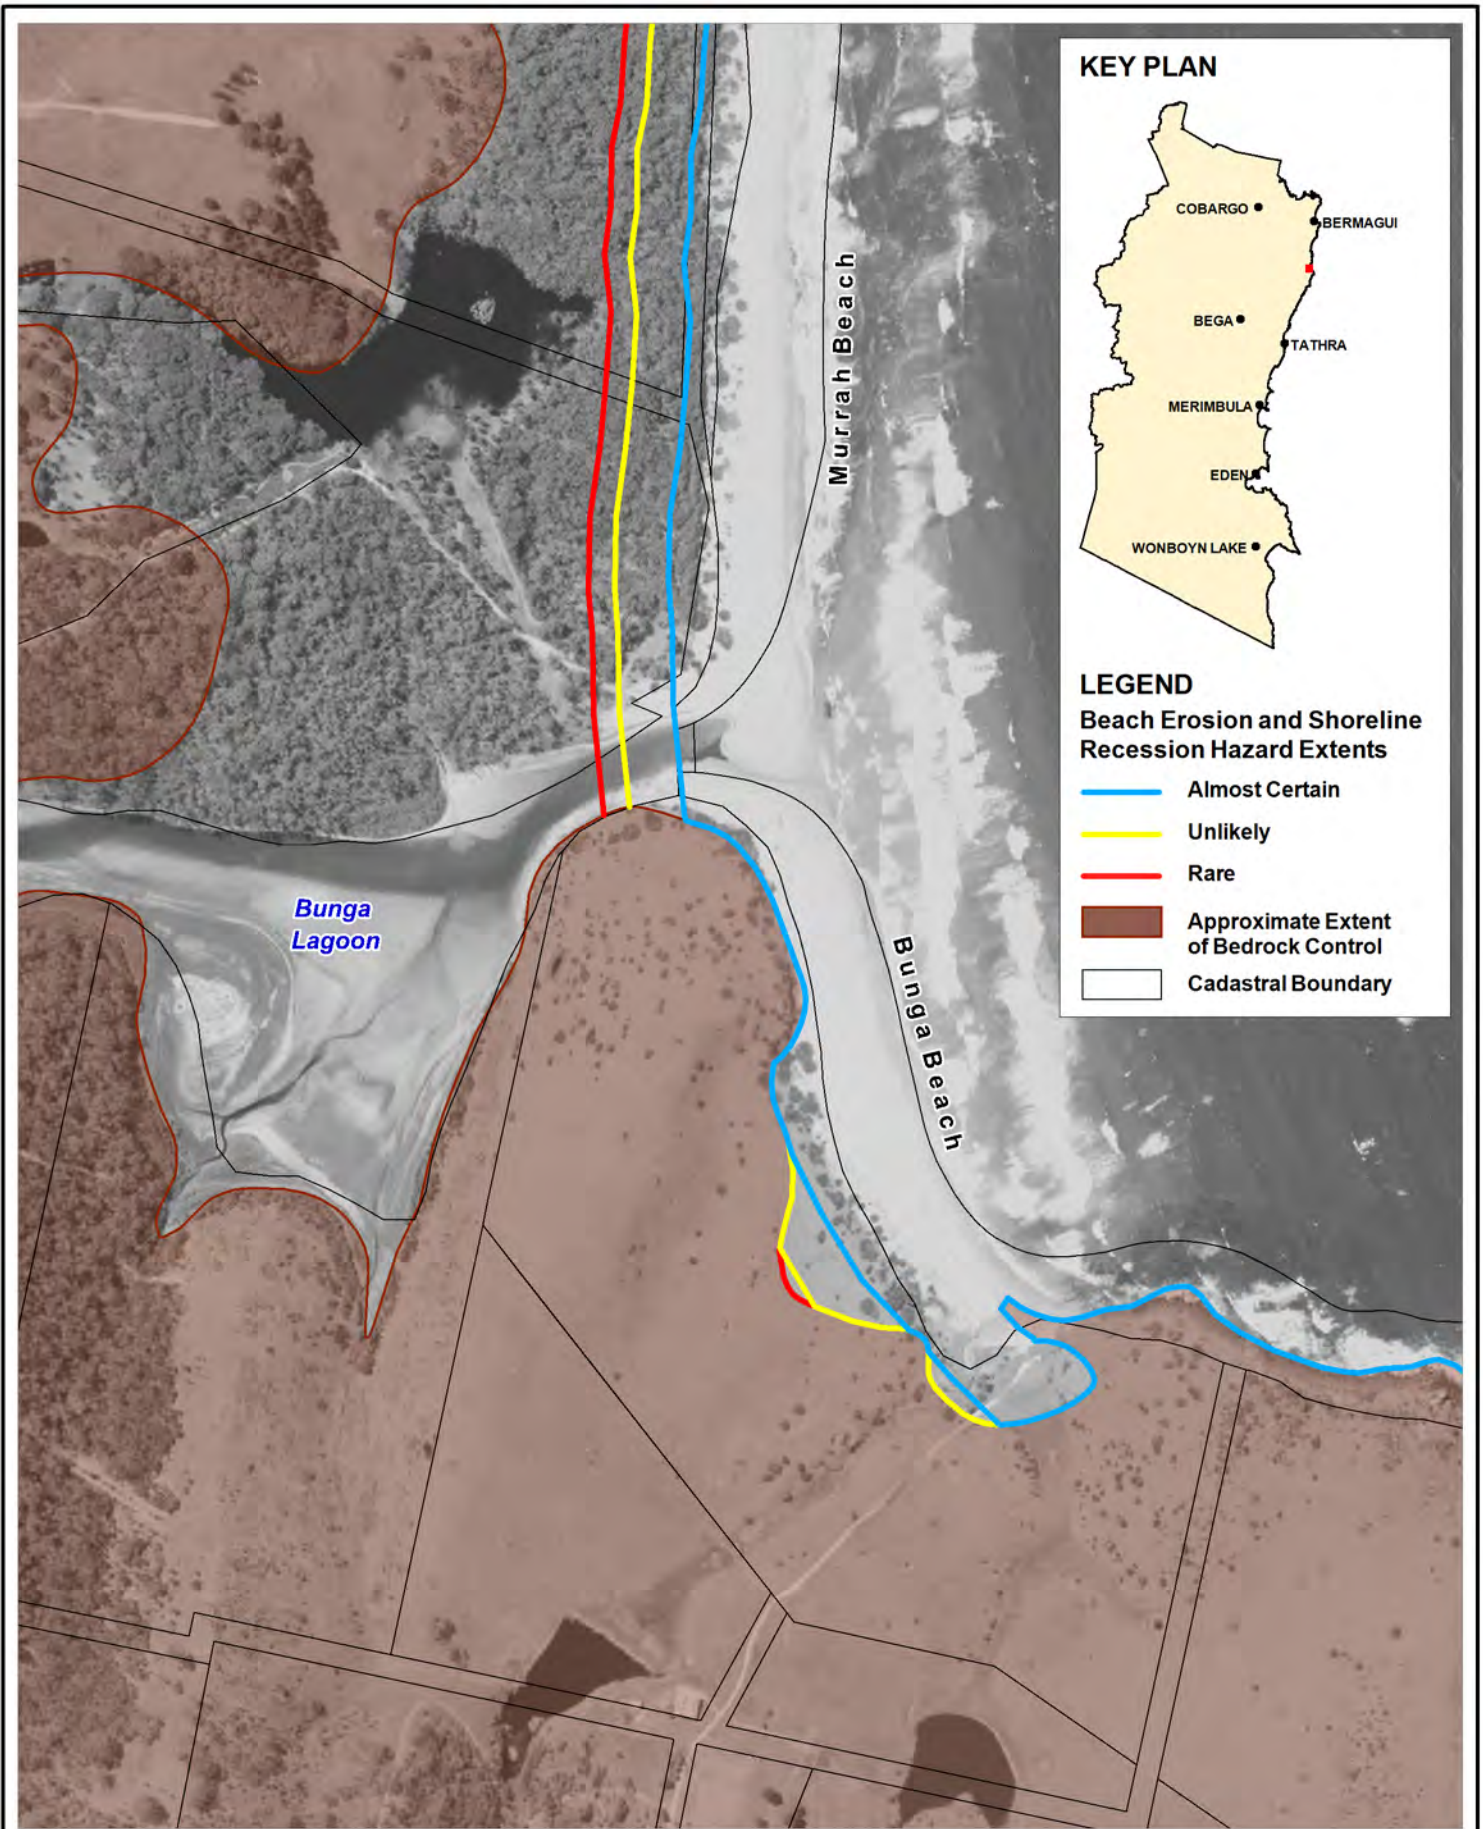 KEY PLAN
COBARGO
BERMAGUI
BEGA
TATHRA
MERIMBULA
EDEN
WONBOYN LAKE
LEGEND
Beach Erosion and Shoreline
Recession Hazard Extents
Almost Certain
Unlikely
Rare
Approximate Extent
of Bedrock Control
Cadastral Boundary
Murrah Beach
Bunga
Lagoon
Bunga Beach